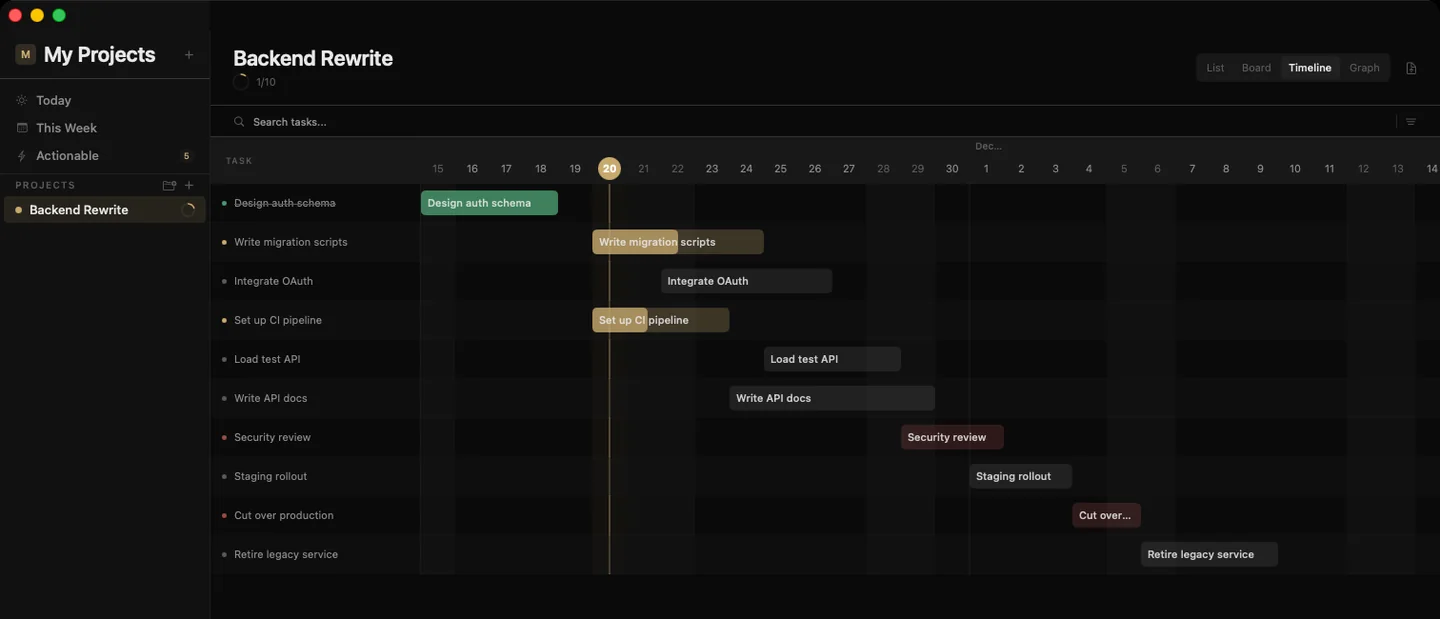 M My Projects +
Today
This Week
Actionable 5
PROJECTS +
Backend Rewrite
Backend Rewrite
1/10
List Board Timeline Graph
Search tasks...
TASK
Dec...
15 16 17 18 19 20 21 22 23 24 25 26 27 28 29 30 1 2 3 4 5 6 7 8 9 10 11 12 13 14
Design auth schema Design auth schema
Write migration scripts Write migration scripts
Integrate OAuth Integrate OAuth
Set up CI pipeline Set up CI pipeline
Load test API Load test API
Write API docs Write API docs
Security review Security review
Staging rollout Staging rollout
Cut over production Cut over...
Retire legacy service Retire legacy service